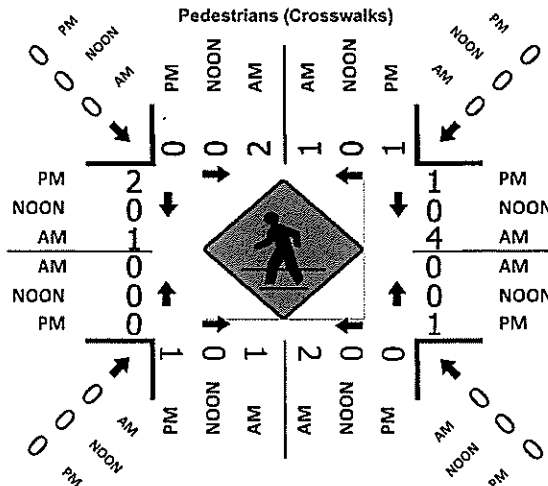 Pedestrians (Crosswalks)
0 PM
0 NOON
0 AM
PM NOON AM AM NOON PM
PM 0
NOON 0
AM 0
0 0 2 1 0 1
PM 2 1 PM
NOON 0 0 NOON
AM 1 4 AM
AM 0 0 AM
NOON 0 0 NOON
PM 0 1 PM
1 0 1 2 0 0
PM NOON AM AM NOON PM
0 AM
0 NOON
0 PM
AM 0
NOON 0
PM 0